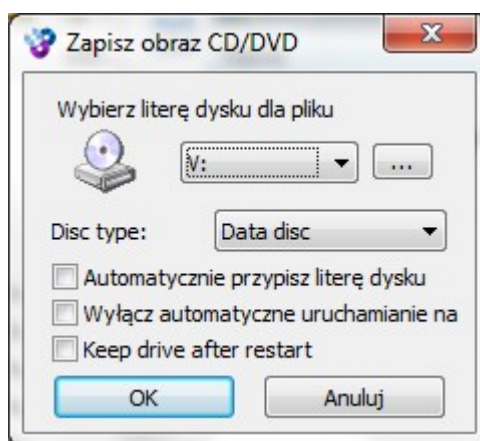 Zapisz obraz CD/DVD
Wybierz literę dysku dla pliku
V:
...
Disc type:
Data disc
Automatycznie przypisz literę dysku
Wyłącz automatyczne uruchamianie na
Keep drive after restart
OK
Anuluj